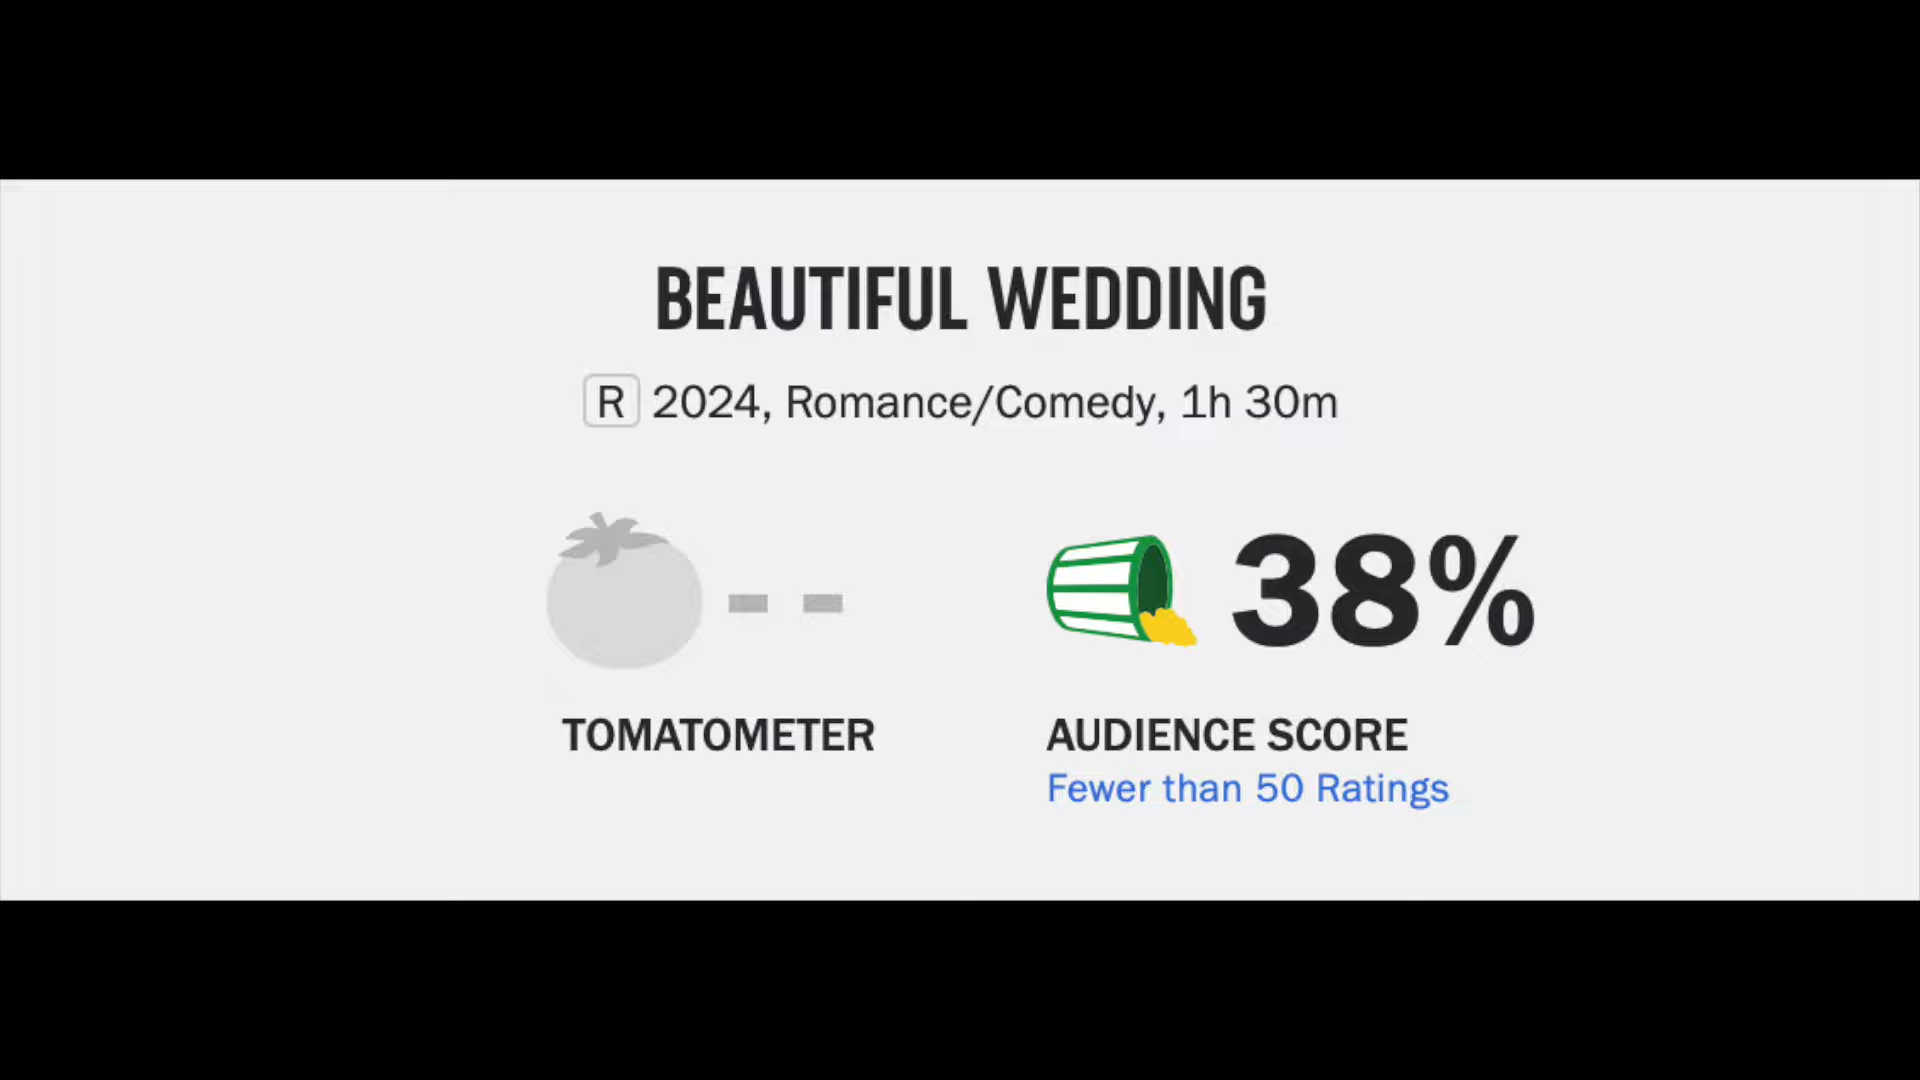 BEAUTIFUL WEDDING
R 2024, Romance/Comedy, 1h 30m
- - 38%
TOMATOMETER AUDIENCE SCORE
Fewer than 50 Ratings